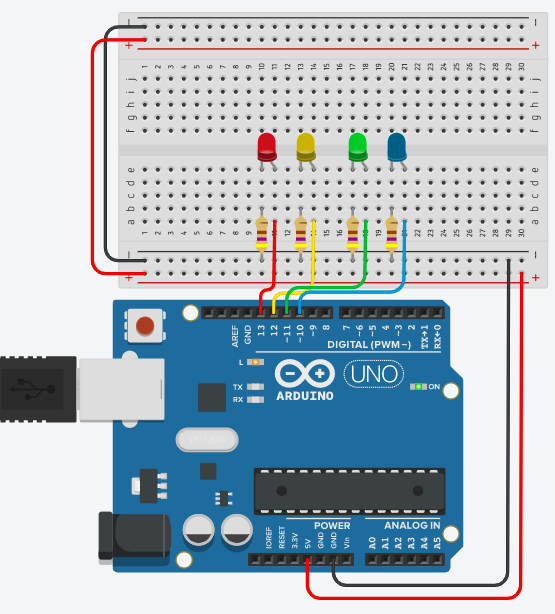 − −
+ +
1 2 3 4 5 6 7 8 9 10 11 12 13 14 15 16 17 18 19 20 21 22 23 24 25 26 27 28 29 30
j j
i i
h h
g g
f f
e e
d d
c c
b b
a a
1 2 3 4 5 6 7 8 9 10 11 12 13 14 15 16 17 18 19 20 21 22 23 24 25 26 27 28 29 30
− −
+ +
AREF GND 13 12 ~11 ~10 ~9 8 7 ~6 ~5 4 ~3 2 TX→1 RX←0
DIGITAL (PWM~)
L
TX
RX
ARDUINO
UNO
ON
POWER ANALOG IN
IOREF RESET 3.3V 5V GND GND Vin A0 A1 A2 A3 A4 A5